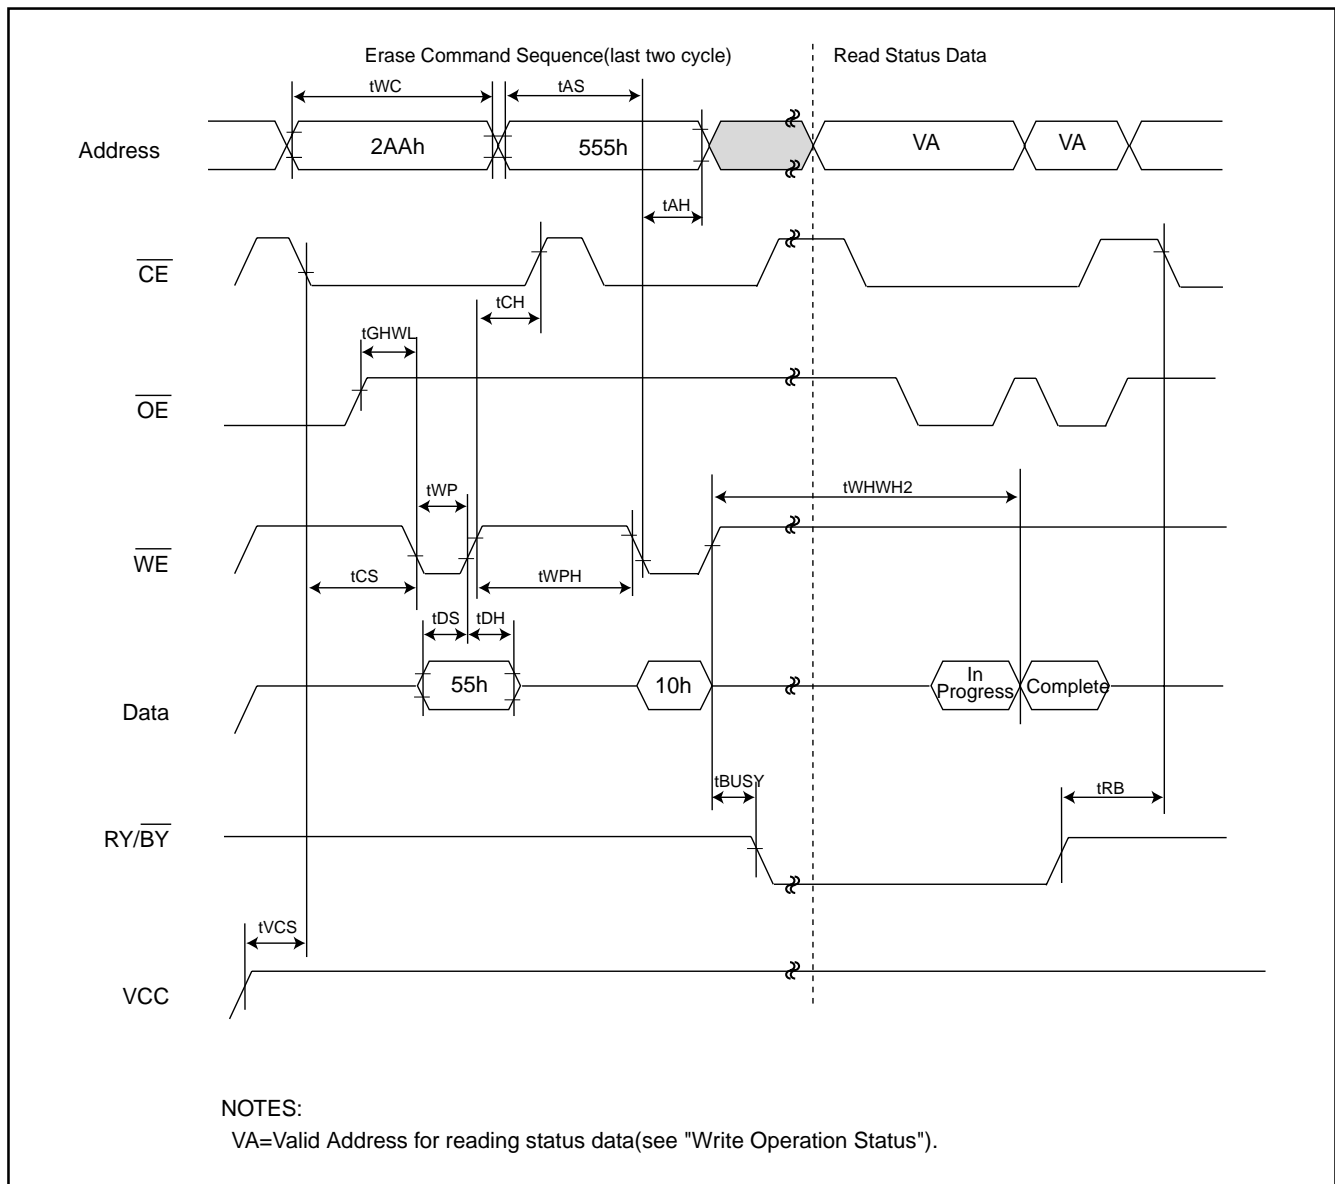 Erase Command Sequence(last two cycle)
Read Status Data
tWC
tAS
Address
2AAh
555h
VA
VA
tAH
CE
tCH
tGHWL
OE
tWP
tWHWH2
WE
tCS
tWPH
tDS
tDH
55h
10h
In
Progress
Complete
Data
tBUSY
tRB
RY/BY
tVCS
VCC
NOTES:
VA=Valid Address for reading status data(see "Write Operation Status").